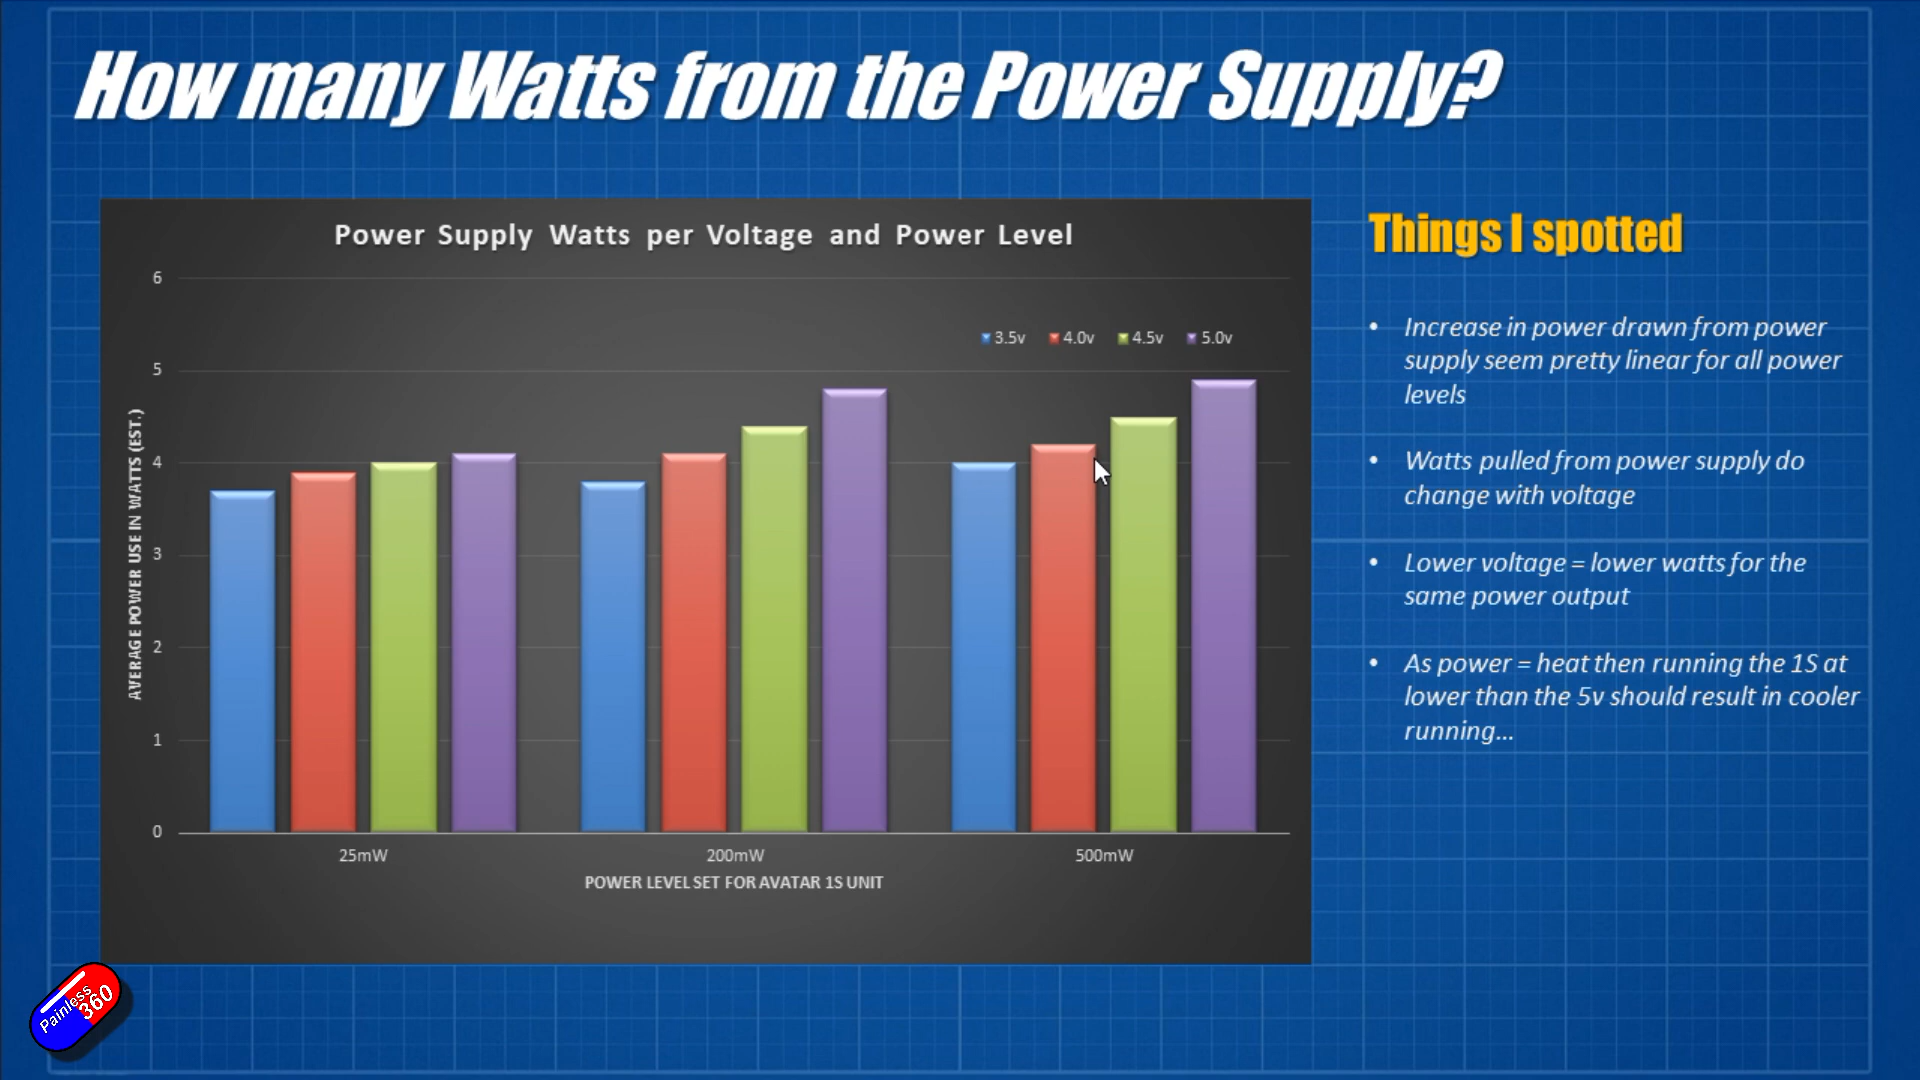 How many Watts from the Power Supply?
Power Supply Watts per Voltage and Power Level
6
5
4
3
2
1
0
3.5v 4.0v 4.5v 5.0v
AVERAGE POWER USE IN WATTS (EST.)
25mW 200mW 500mW
POWER LEVEL SET FOR AVATAR 1S UNIT
Things I spotted
• Increase in power drawn from power
supply seem pretty linear for all power
levels
• Watts pulled from power supply do
change with voltage
• Lower voltage = lower watts for the
same power output
• As power = heat then running the 1S at
lower than the 5v should result in cooler
running...
Painless
360